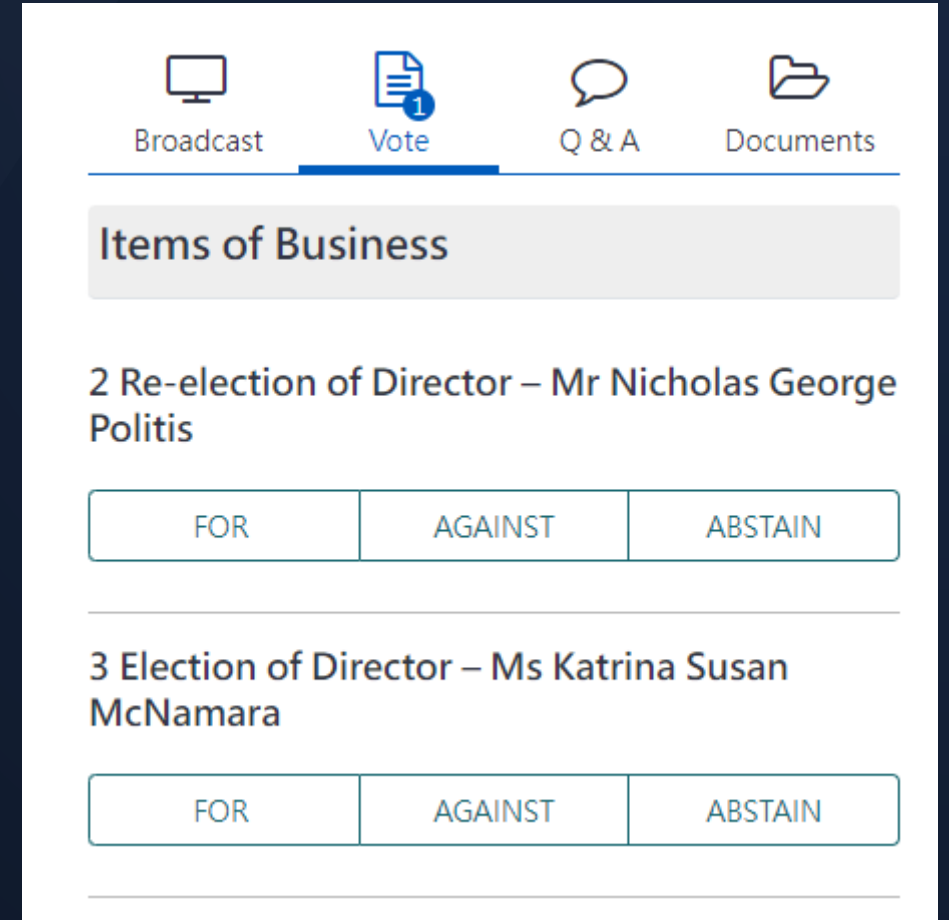 1
Broadcast Vote Q & A Documents
Items of Business
2 Re-election of Director – Mr Nicholas George
Politis
FOR AGAINST ABSTAIN
3 Election of Director – Ms Katrina Susan
McNamara
FOR AGAINST ABSTAIN